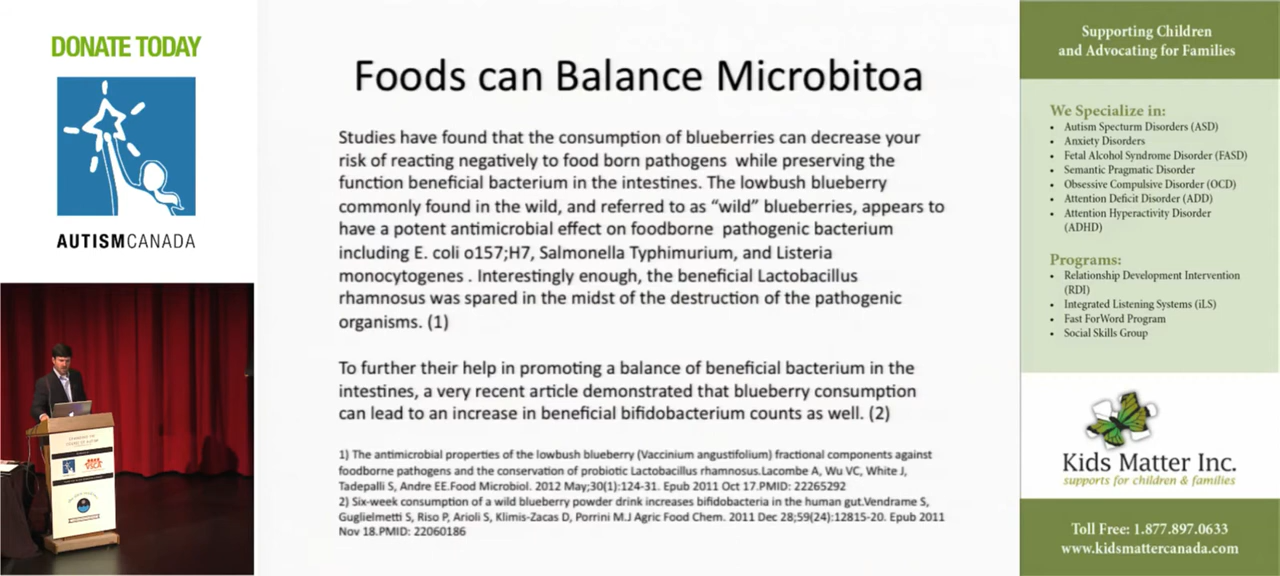 DONATE TODAY
AUTISMCANADA
Foods can Balance Microbitoa
Studies have found that the consumption of blueberries can decrease your
risk of reacting negatively to food born pathogens while preserving the
function beneficial bacterium in the intestines. The lowbush blueberry
commonly found in the wild, and referred to as “wild” blueberries, appears to
have a potent antimicrobial effect on foodborne pathogenic bacterium
including E. coli o157;H7, Salmonella Typhimurium, and Listeria
monocytogenes . Interestingly enough, the beneficial Lactobacillus
rhamnosus was spared in the midst of the destruction of the pathogenic
organisms. (1)
To further their help in promoting a balance of beneficial bacterium in the
intestines, a very recent article demonstrated that blueberry consumption
can lead to an increase in beneficial bifidobacterium counts as well. (2)
1) The antimicrobial properties of the lowbush blueberry (Vaccinium angustifolium) fractional components against
foodborne pathogens and the conservation of probiotic Lactobacillus rhamnosus.Lacombe A, Wu VC, White J,
Tadepalli S, Andre EE.Food Microbiol. 2012 May;30(1):124-31. Epub 2011 Oct 17.PMID: 22265292
2) Six-week consumption of a wild blueberry powder drink increases bifidobacteria in the human gut.Vendrame S,
Guglielmetti S, Riso P, Arioli S, Klimis-Zacas D, Porrini M.J Agric Food Chem. 2011 Dec 28;59(24):12815-20. Epub 2011
Nov 18.PMID: 22060186
Supporting Children
and Advocating for Families
We Specialize in:
• Autism Specturm Disorders (ASD)
• Anxiety Disorders
• Fetal Alcohol Syndrome Disorder (FASD)
• Semantic Pragmatic Disorder
• Obsessive Compulsive Disorder (OCD)
• Attention Deficit Disorder (ADD)
• Attention Hyperactivity Disorder
(ADHD)
Programs:
• Relationship Development Intervention
(RDI)
• Integrated Listening Systems (iLS)
• Fast ForWord Program
• Social Skills Group
Kids Matter Inc.
supports for children & families
Toll Free: 1.877.897.0633
www.kidsmattercanada.com